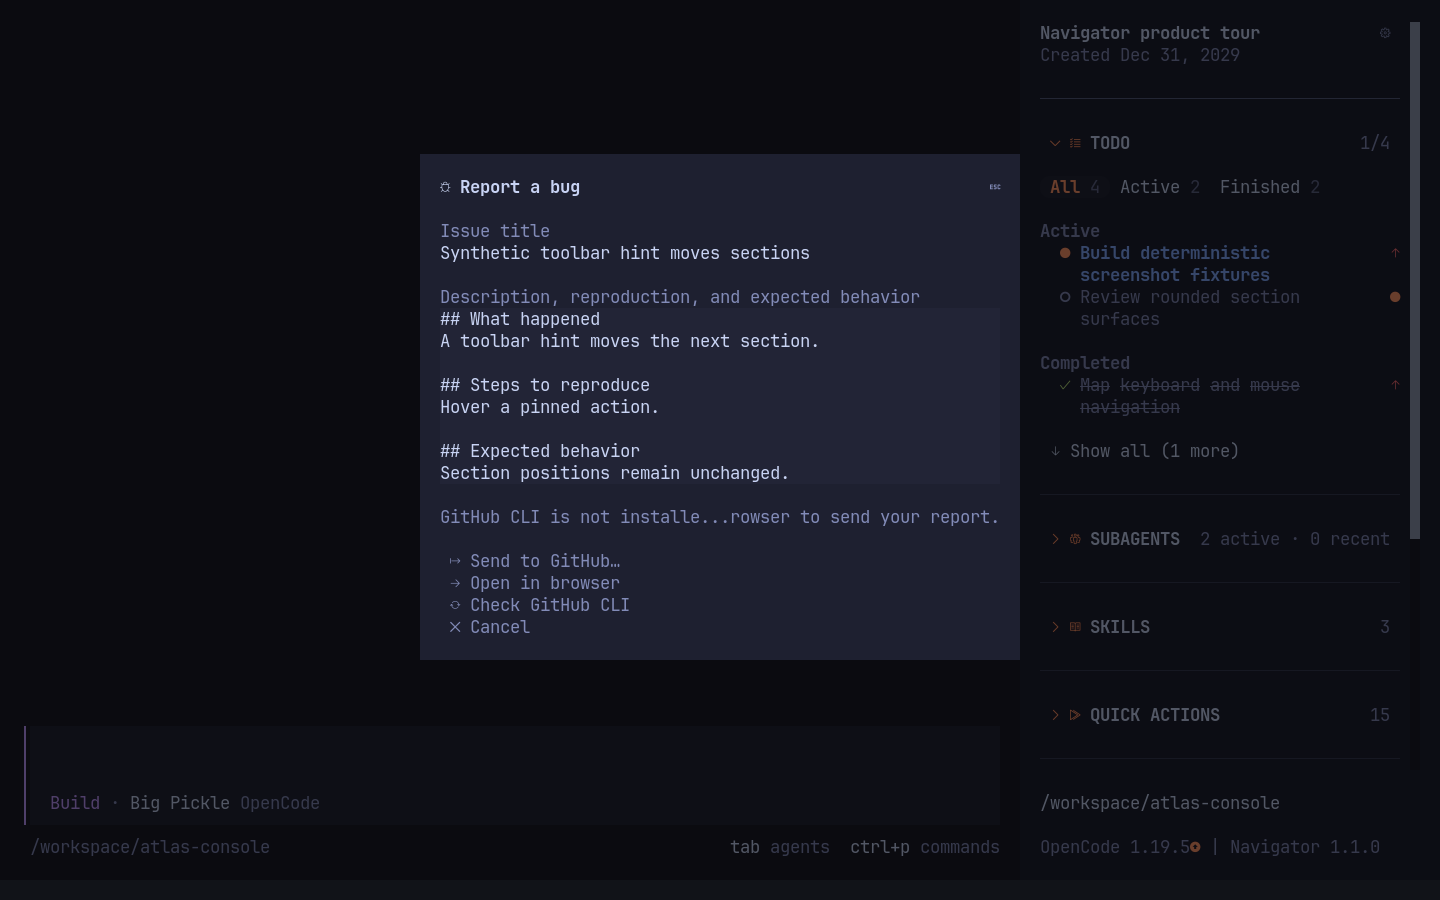 Navigator product tour
Created Dec 31, 2029
TODO 1/4
All 4 Active 2 Finished 2
Active
Build deterministic
screenshot fixtures
Review rounded section
surfaces
Completed
Map keyboard and mouse
navigation
↓ Show all (1 more)
SUBAGENTS 2 active · 0 recent
SKILLS 3
QUICK ACTIONS 15
/workspace/atlas-console
OpenCode 1.19.5 | Navigator 1.1.0
Report a bug ESC
Issue title
Synthetic toolbar hint moves sections
Description, reproduction, and expected behavior
## What happened
A toolbar hint moves the next section.
## Steps to reproduce
Hover a pinned action.
## Expected behavior
Section positions remain unchanged.
GitHub CLI is not installe...rowser to send your report.
Send to GitHub…
Open in browser
Check GitHub CLI
Cancel
Build · Big Pickle OpenCode
/workspace/atlas-console
tab agents ctrl+p commands